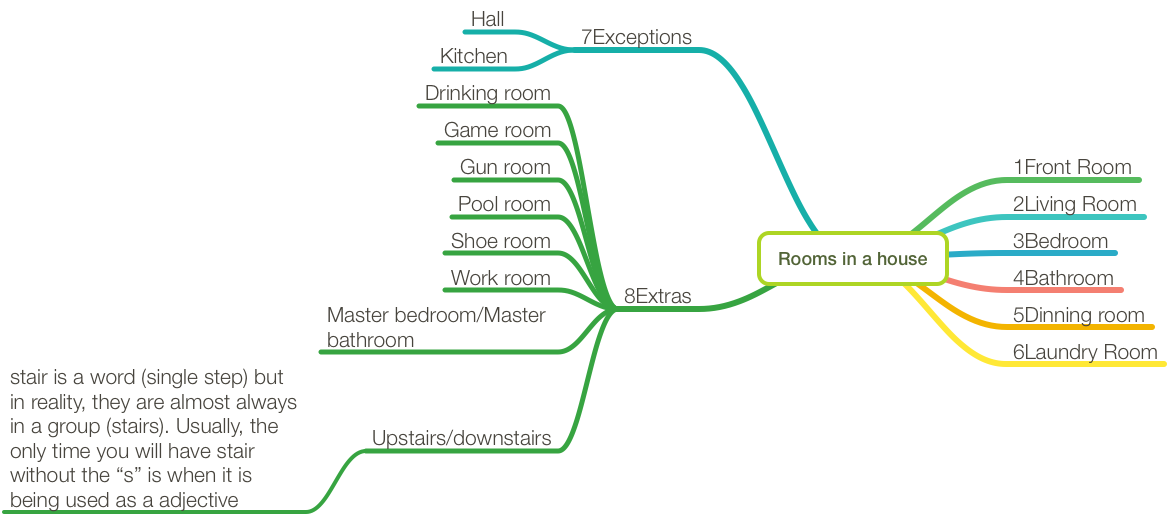 Rooms in a house
1Front Room
2Living Room
3Bedroom
4Bathroom
5Dinning room
6Laundry Room
7Exceptions
Hall
Kitchen
8Extras
Drinking room
Game room
Gun room
Pool room
Shoe room
Work room
Master bedroom/Master
bathroom
Upstairs/downstairs
stair is a word (single step) but
in reality, they are almost always
in a group (stairs). Usually, the
only time you will have stair
without the “s” is when it is
being used as a adjective